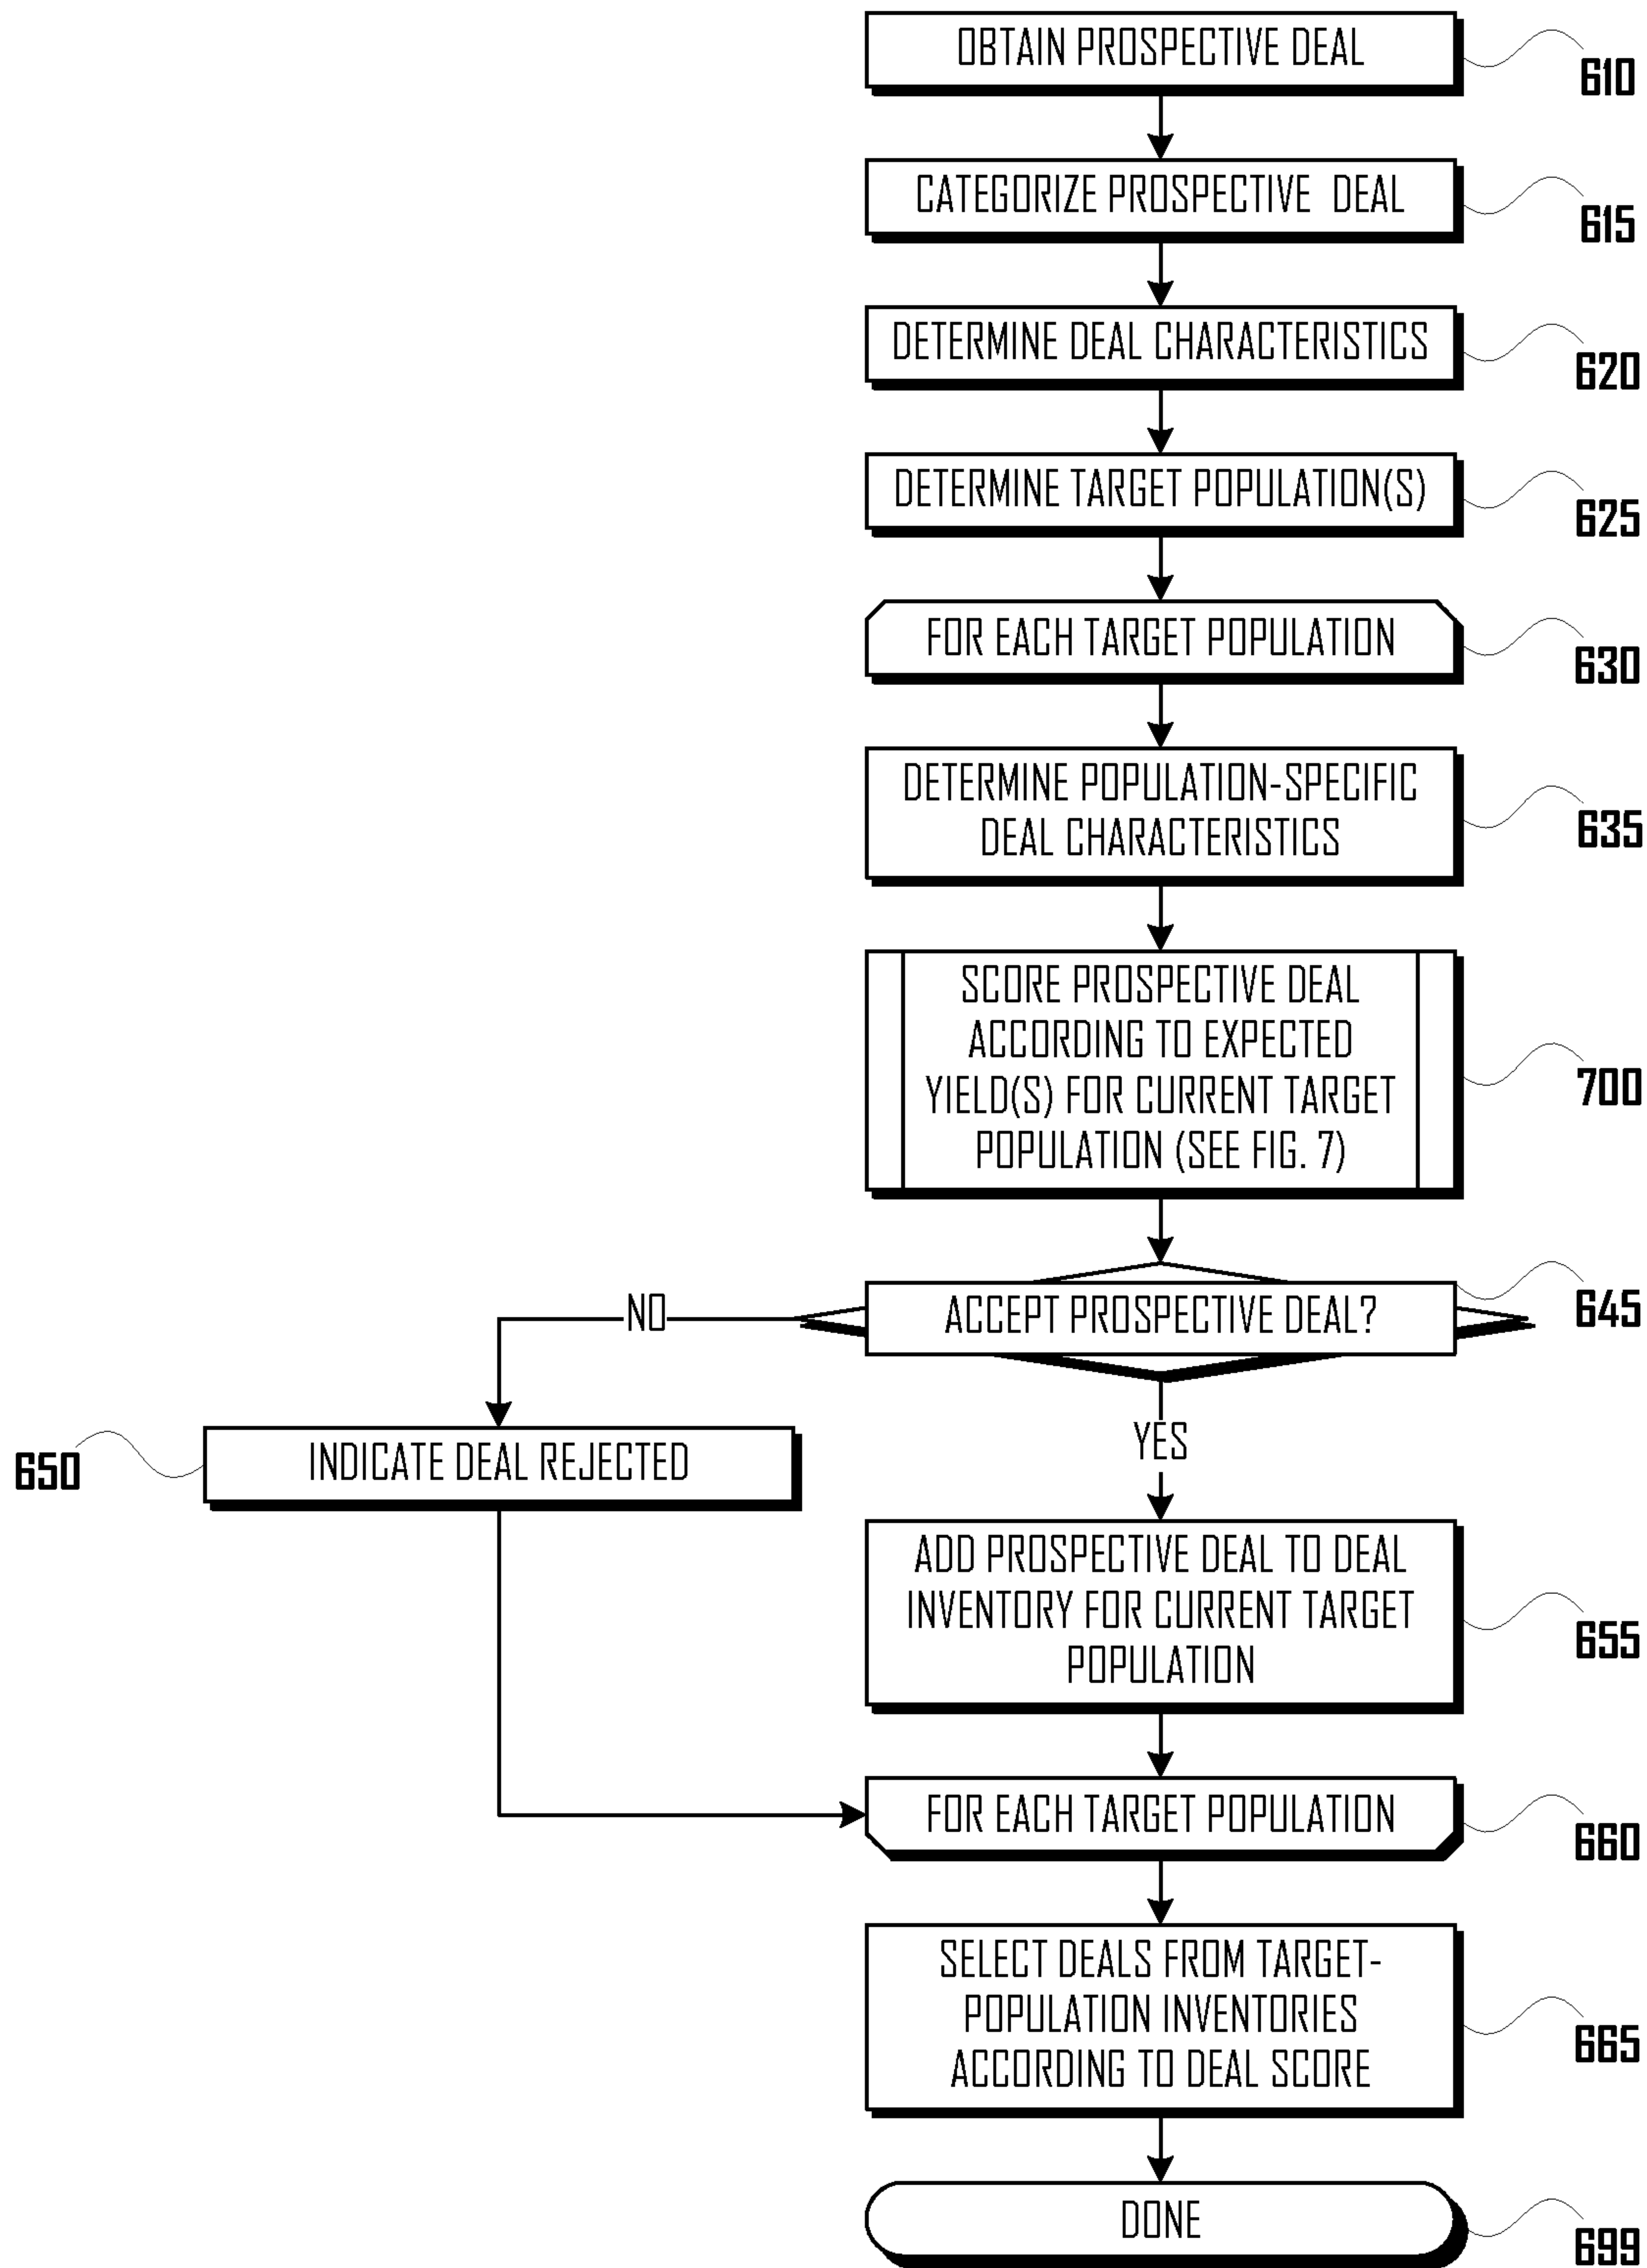 OBTAIN PROSPECTIVE DEAL
610
CATEGORIZE PROSPECTIVE DEAL
615
DETERMINE DEAL CHARACTERISTICS
620
DETERMINE TARGET POPULATION(S)
625
FOR EACH TARGET POPULATION
630
DETERMINE POPULATION-SPECIFIC
DEAL CHARACTERISTICS
635
SCORE PROSPECTIVE DEAL
ACCORDING TO EXPECTED
YIELD(S) FOR CURRENT TARGET
POPULATION (SEE FIG. 7)
700
ACCEPT PROSPECTIVE DEAL?
645
NO
YES
INDICATE DEAL REJECTED
650
ADD PROSPECTIVE DEAL TO DEAL
INVENTORY FOR CURRENT TARGET
POPULATION
655
FOR EACH TARGET POPULATION
660
SELECT DEALS FROM TARGET-
POPULATION INVENTORIES
ACCORDING TO DEAL SCORE
665
DONE
699